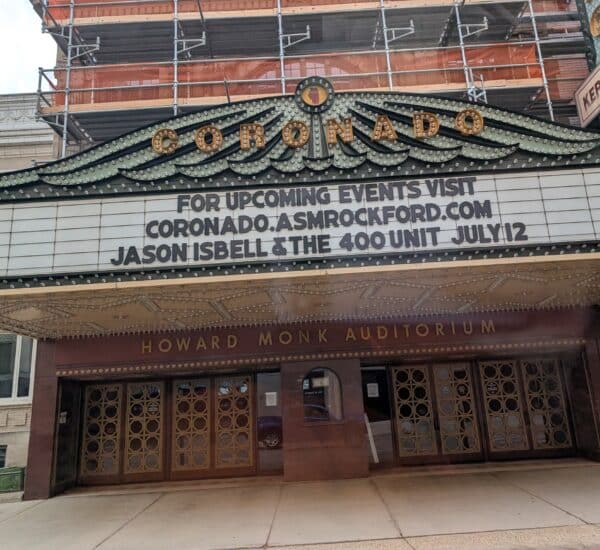 CORONADO
FOR UPCOMING EVENTS VISIT
CORONADO.ASMROCKFORD.COM
JASON ISBELL & THE 400 UNIT JULY 12
HOWARD MONK AUDITORIUM